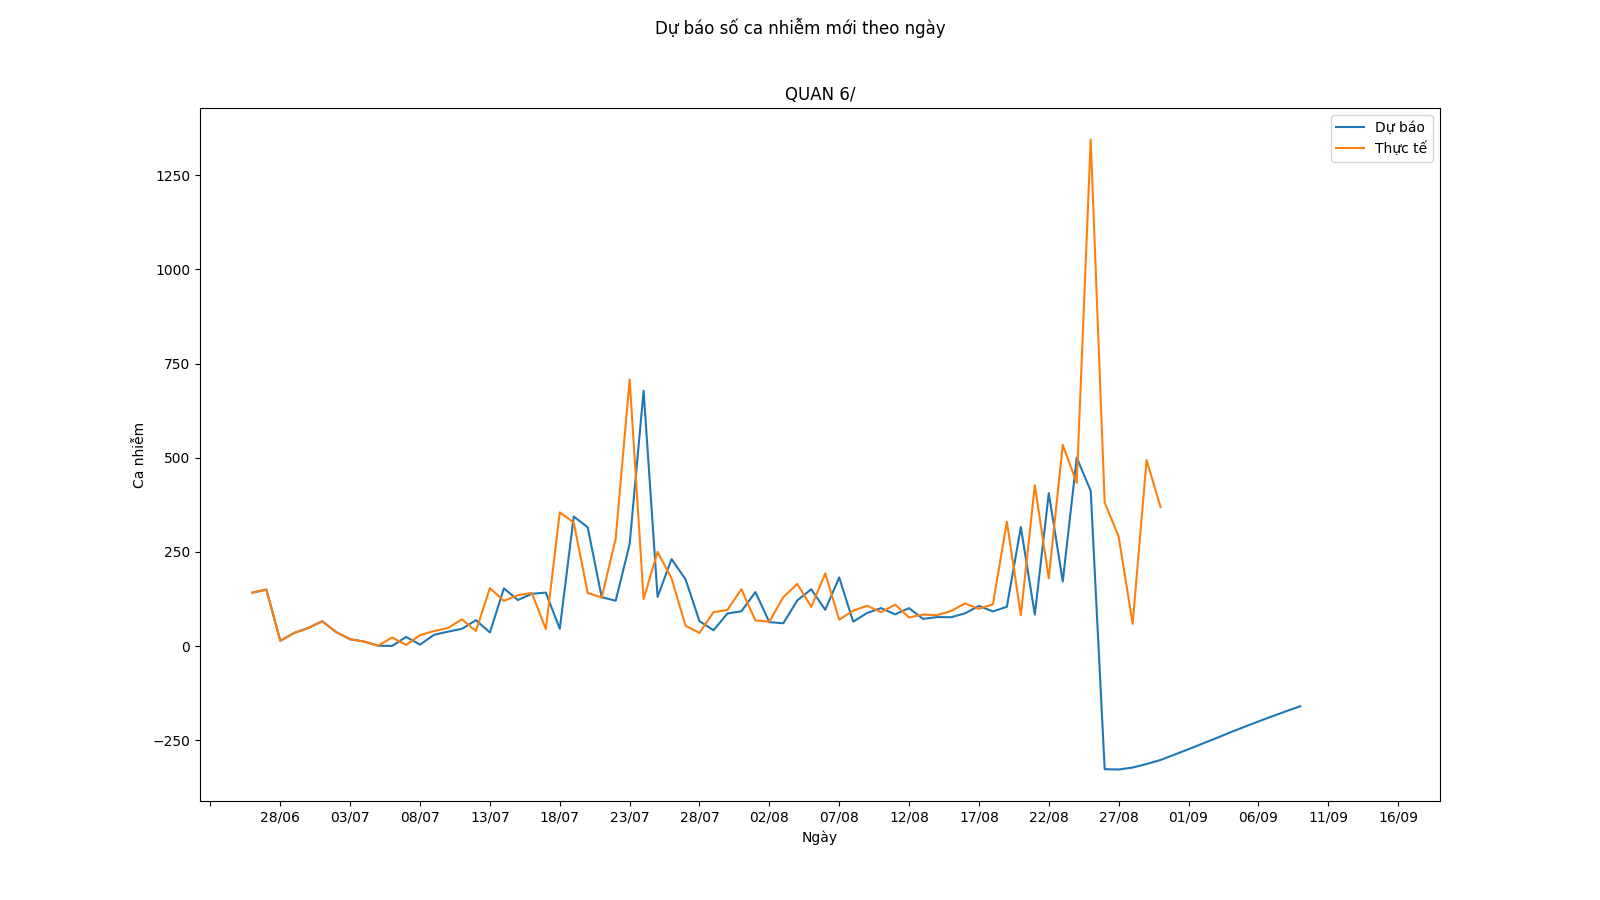 Dự báo số ca nhiễm mới theo ngày
QUAN 6/
Dự báo
Thực tế
1250
1000
750
500
250
0
−250
Ca nhiễm
28/06 03/07 08/07 13/07 18/07 23/07 28/07 02/08 07/08 12/08 17/08 22/08 27/08 01/09 06/09 11/09 16/09
Ngày